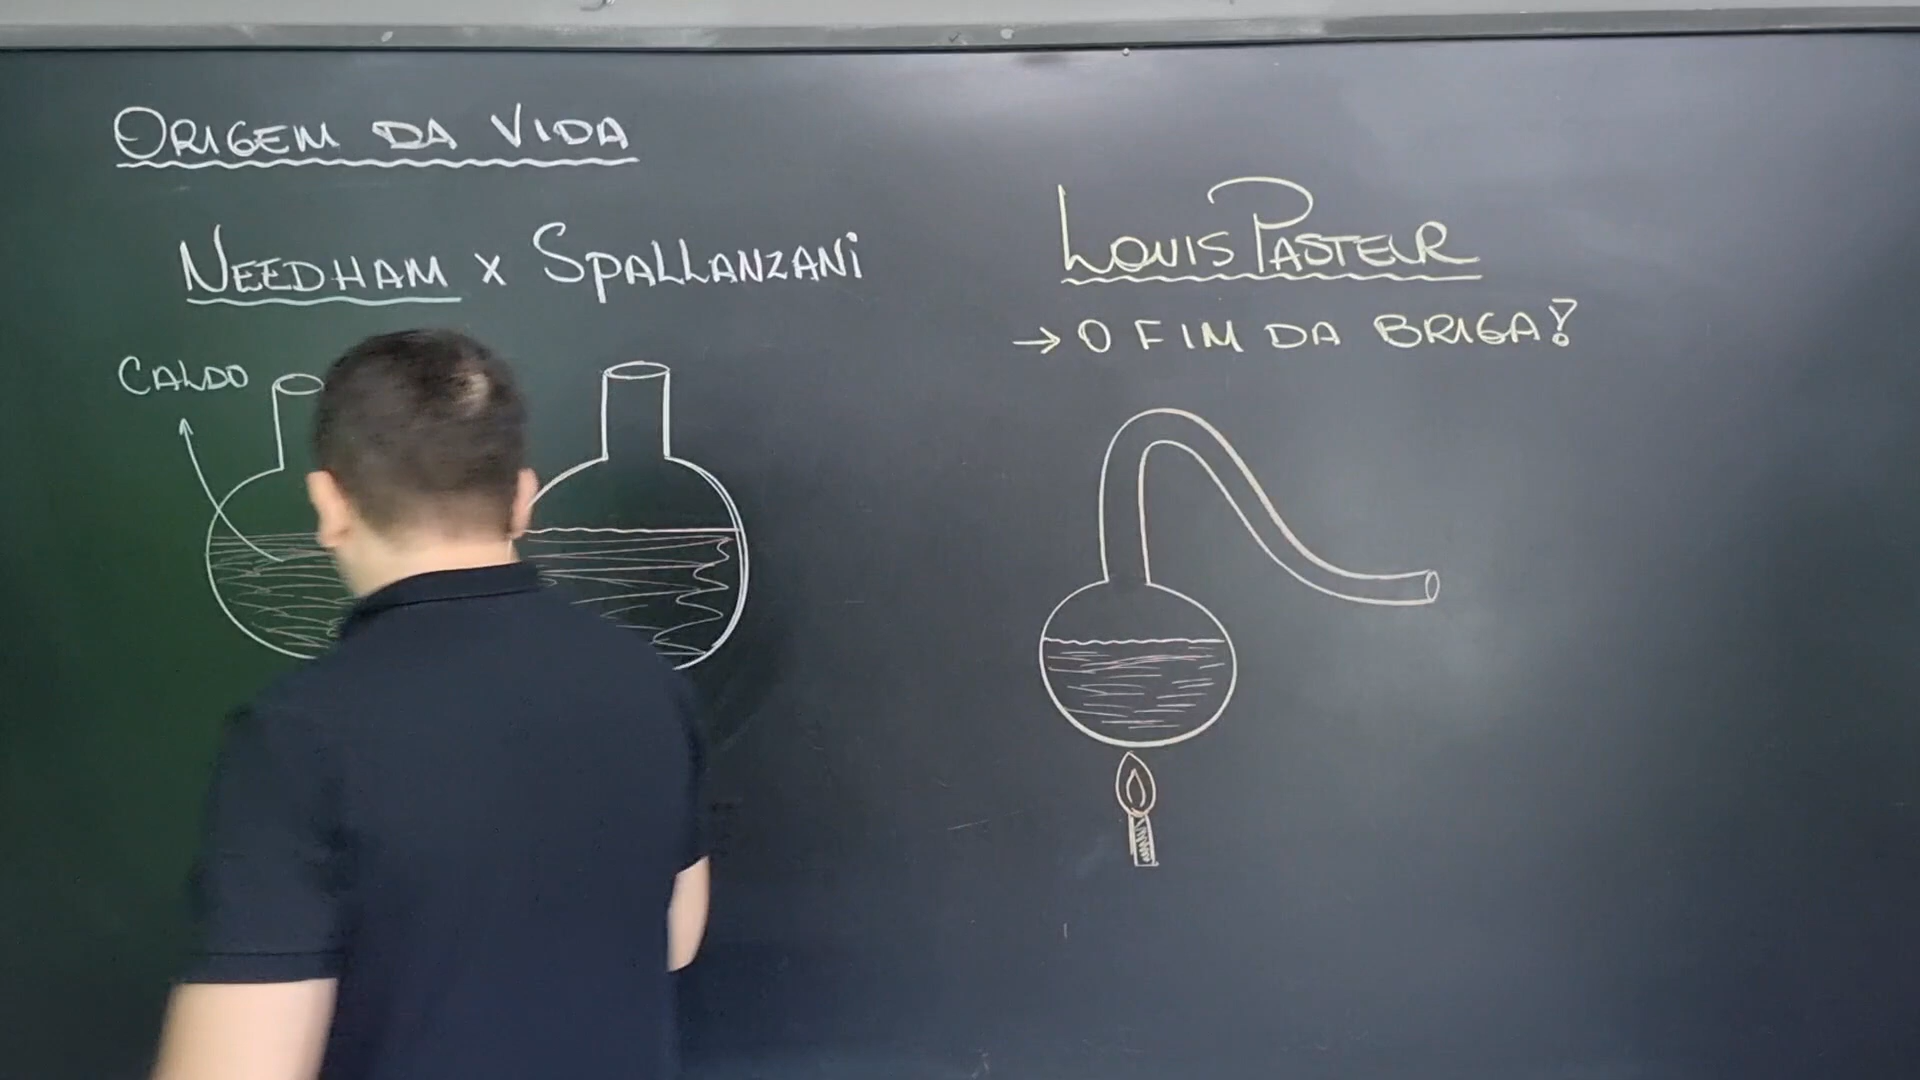 ORIGEM DA VIDA
NEEDHAM X SPALLANZANI
CALDO
LOUIS PASTEUR
→ O FIM DA BRIGA?